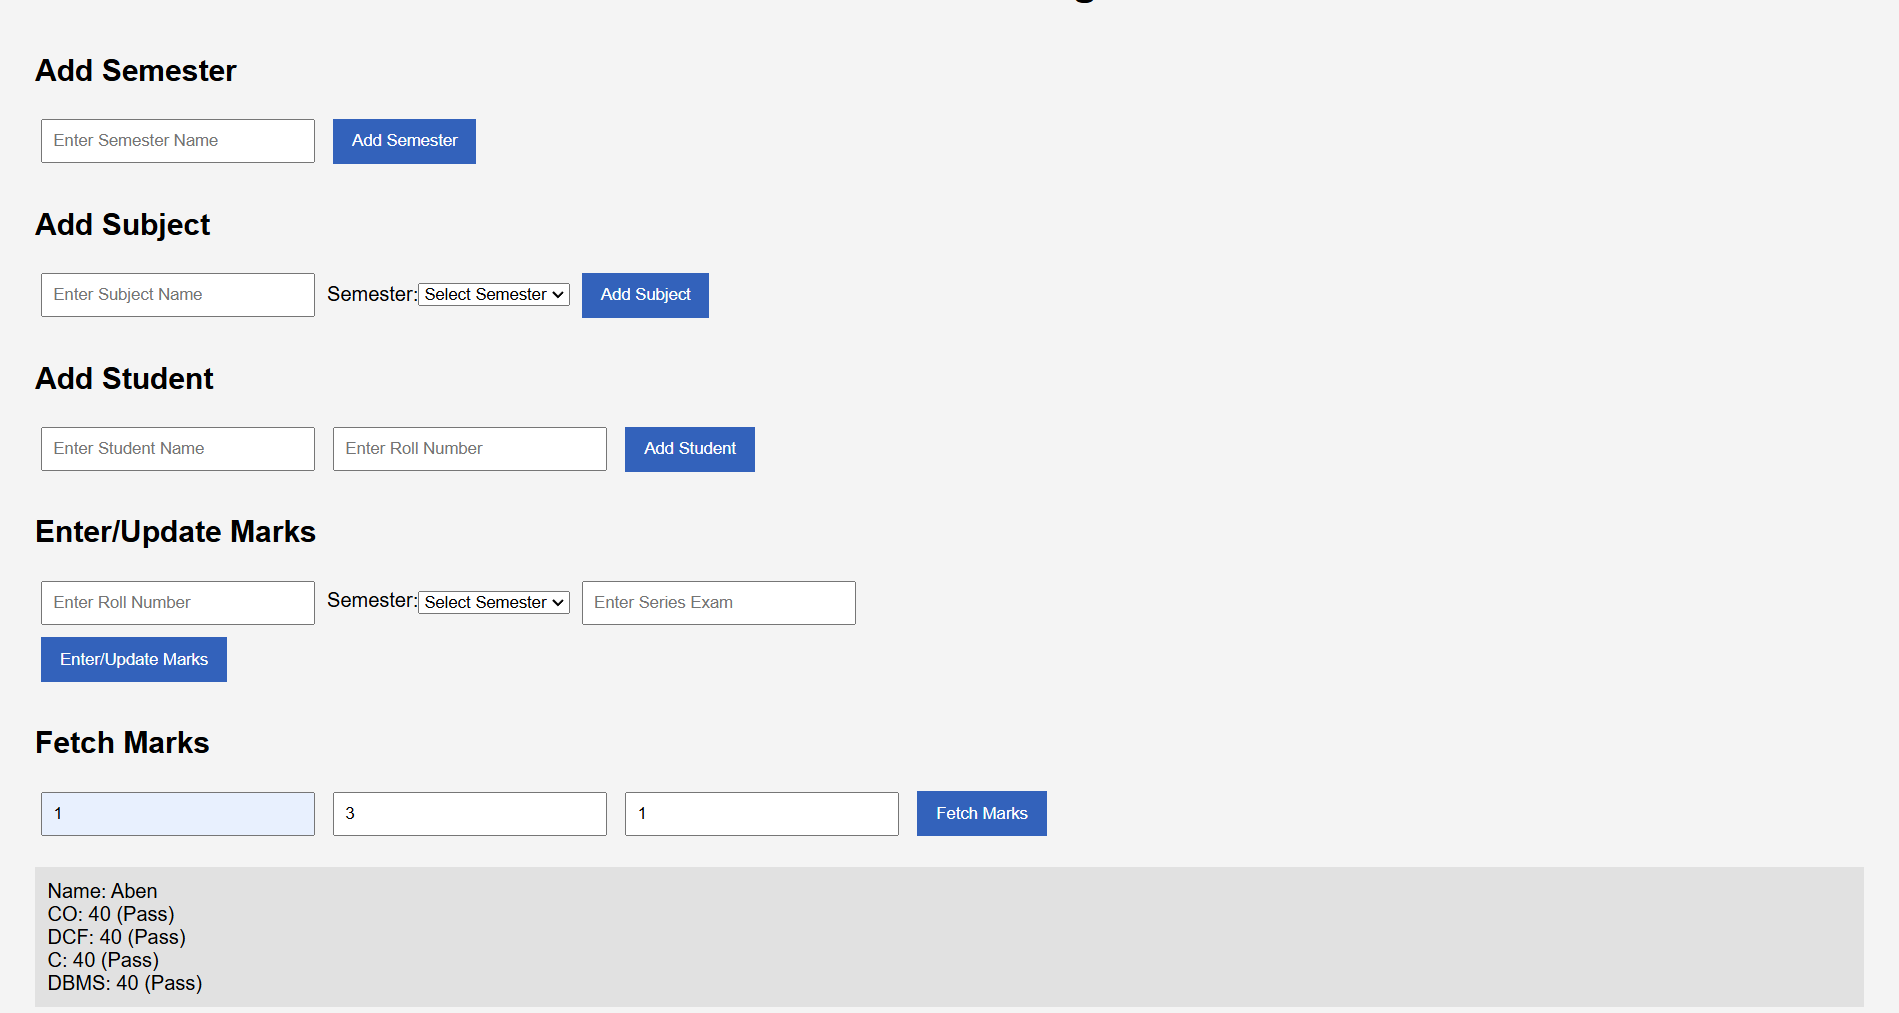 Add Semester
Enter Semester Name Add Semester
Add Subject
Enter Subject Name Semester: Select Semester Add Subject
Add Student
Enter Student Name Enter Roll Number Add Student
Enter/Update Marks
Enter Roll Number Semester: Select Semester Enter Series Exam
Enter/Update Marks
Fetch Marks
1 3 1 Fetch Marks
Name: Aben
CO: 40 (Pass)
DCF: 40 (Pass)
C: 40 (Pass)
DBMS: 40 (Pass)